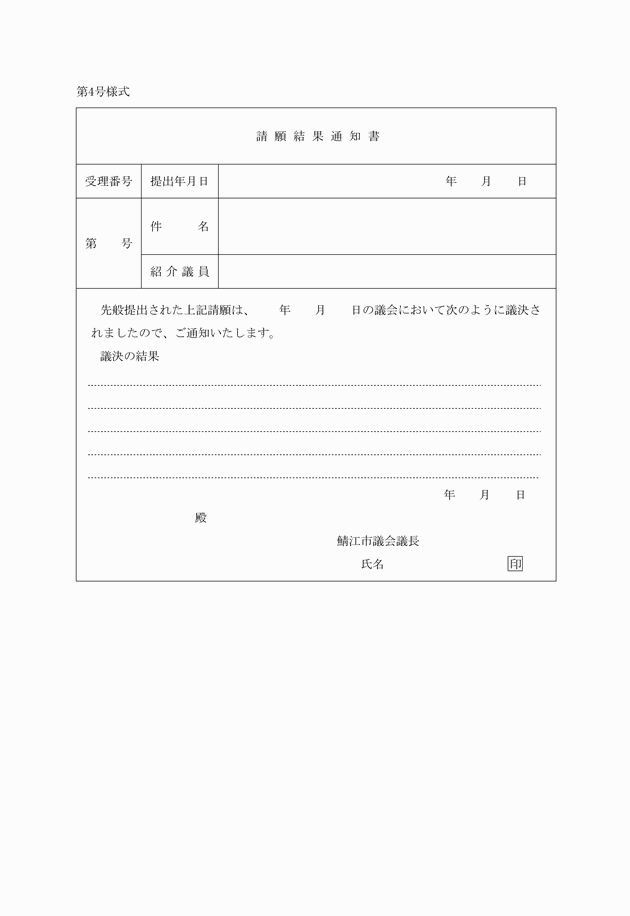 第4号様式
請願結果通知書
受理番号 提出年月日 年 月 日
第 号
件 名
紹介議員
先般提出された上記請願は、 年 月 日の議会において次のように議決さ
れましたので、ご通知いたします。
議決の結果
年 月 日
殿
鯖江市議会議長
氏名 印